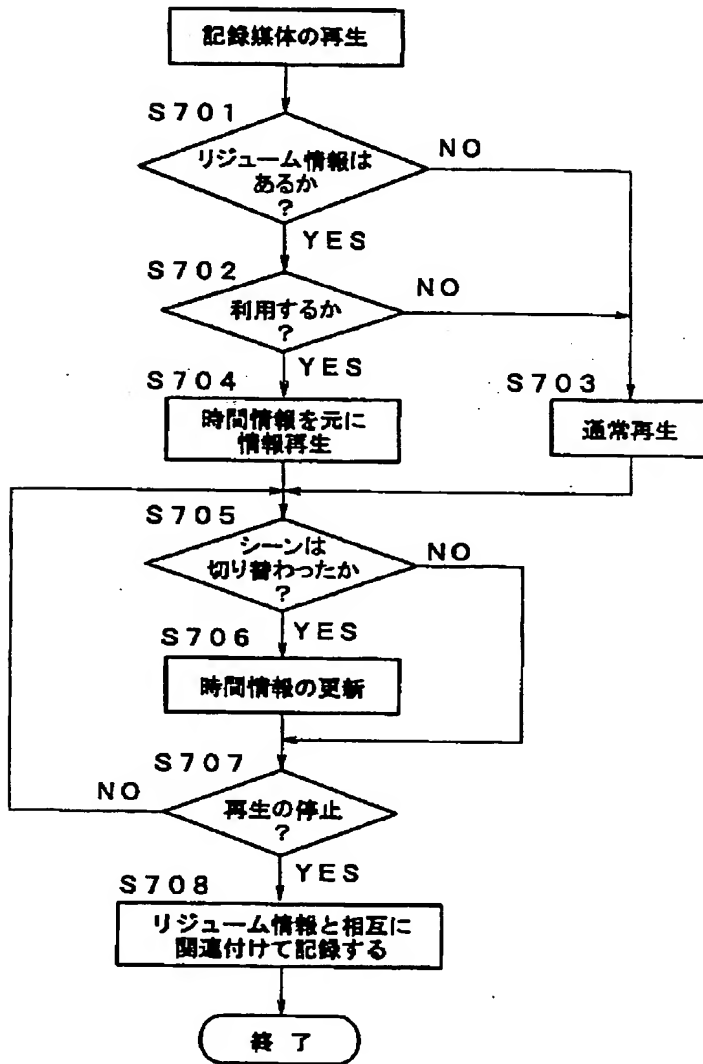 記録媒体の再生
S701
リジューム情報は
あるか
?
NO
YES
S702
利用するか
?
NO
YES
S704
時間情報を元に
情報再生
S703
通常再生
S705
シーンは
切り替わったか
?
NO
YES
S706
時間情報の更新
S707
再生の停止
?
NO
YES
S708
リジューム情報と相互に
関連付けて記録する
終 了